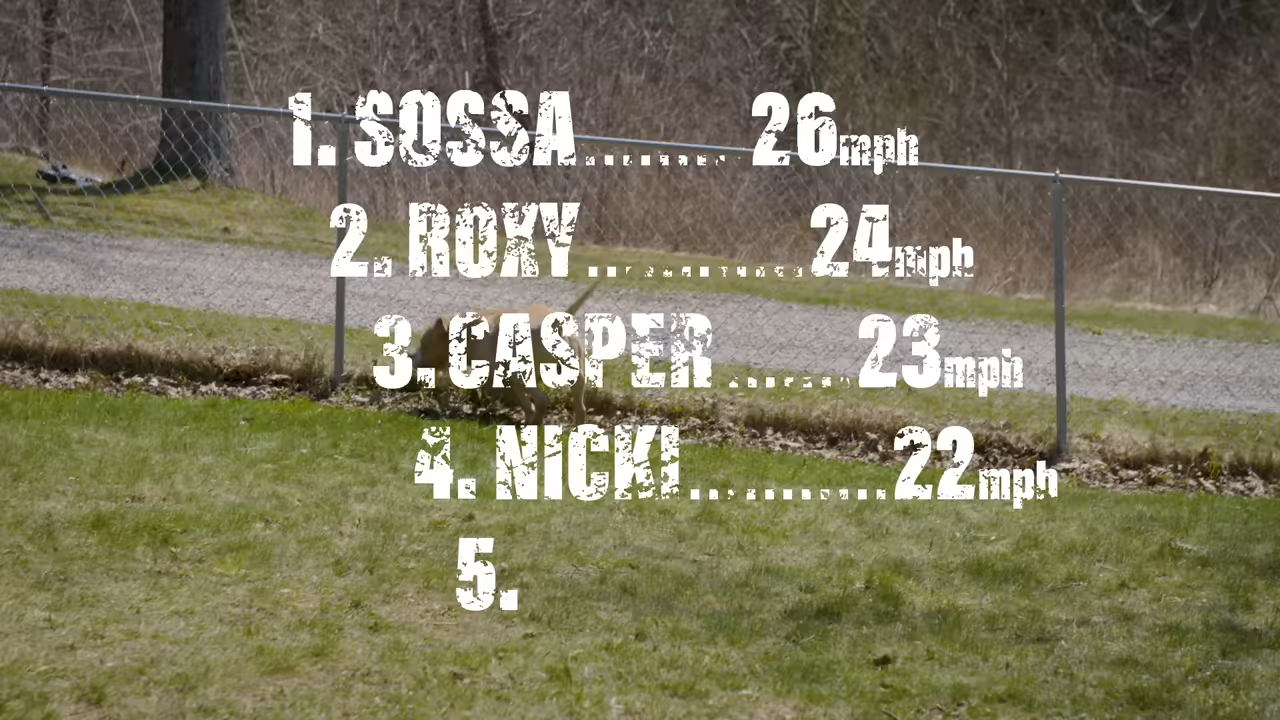 1. SOSSA.......... 26mph
2. ROXY................24mph
3. CASPER ..........23mph
4. NICKI.............22mph
5.